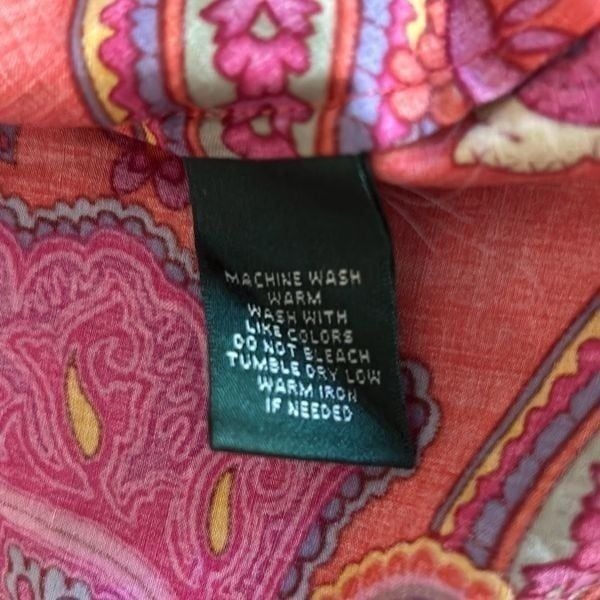 MACHINE WASH
WARM
WASH WITH
LIKE COLORS
DO NOT BLEACH
TUMBLE DRY LOW
WARM IRON
IF NEEDED